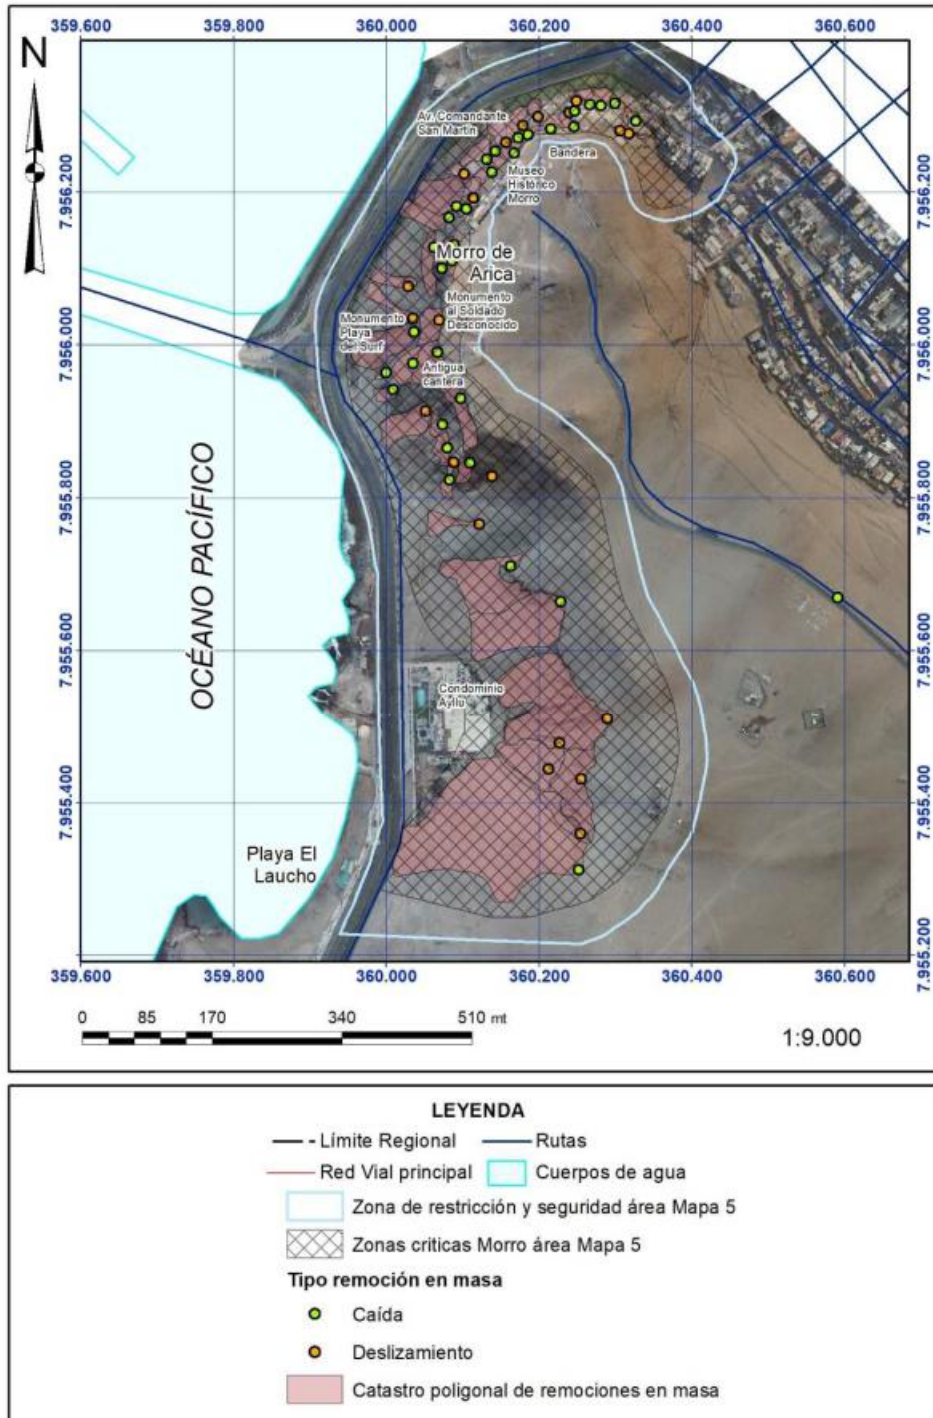 359.600 359.800 360.000 360.200 360.400 360.600
N
Av. Comandante
San Martín
Bandera
Museo
Histórico
Morro
7.956.200 7.956.200
Morro de
Arica
Monumento
al Soldado
Desconocido
Monumento
Playa
del Surf
7.956.000 7.956.000
Antigua
cantera
OCÉANO PACÍFICO
7.955.800 7.955.800
7.955.600 7.955.600
Condominio
Ayllu
7.955.400 7.955.400
Playa El
Laucho
7.955.200
359.600 359.800 360.000 360.200 360.400 360.600
0 85 170 340 510 mt
1:9.000
LEYENDA
Límite Regional Rutas
Red Vial principal Cuerpos de agua
Zona de restricción y seguridad área Mapa 5
Zonas criticas Morro área Mapa 5
Tipo remoción en masa
Caída
Deslizamiento
Catastro poligonal de remociones en masa